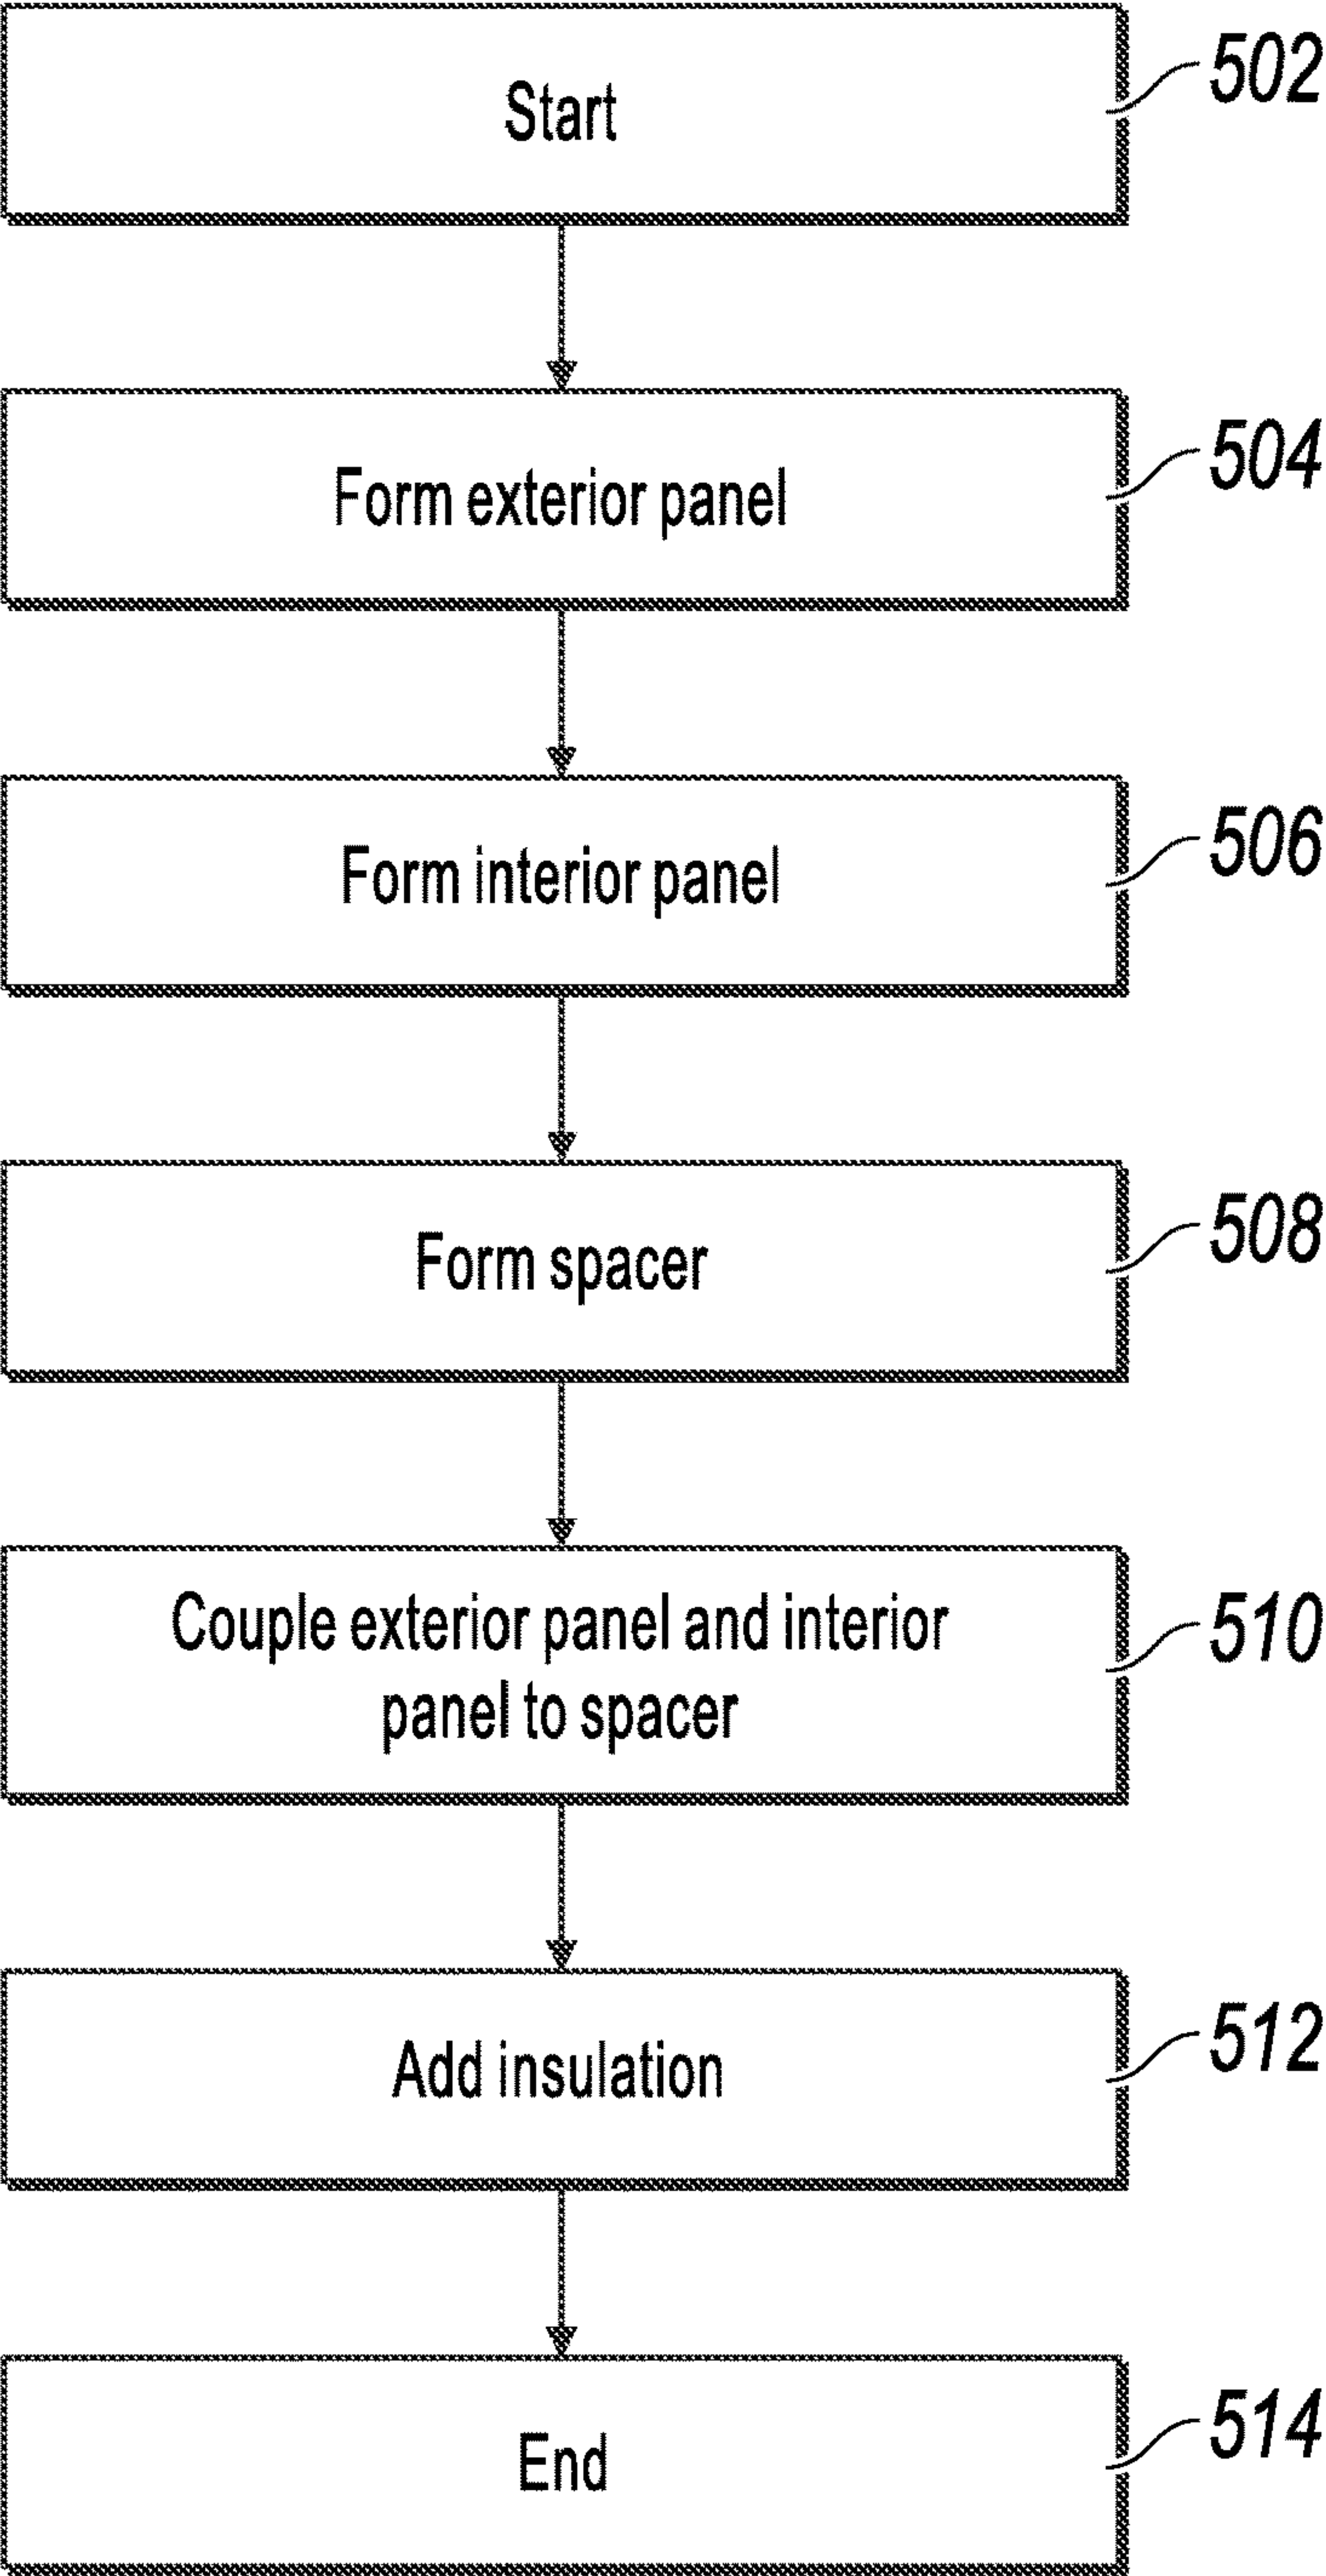 Start
502
Form exterior panel
504
Form interior panel
506
Form spacer
508
Couple exterior panel and interior
panel to spacer
510
Add insulation
512
End
514